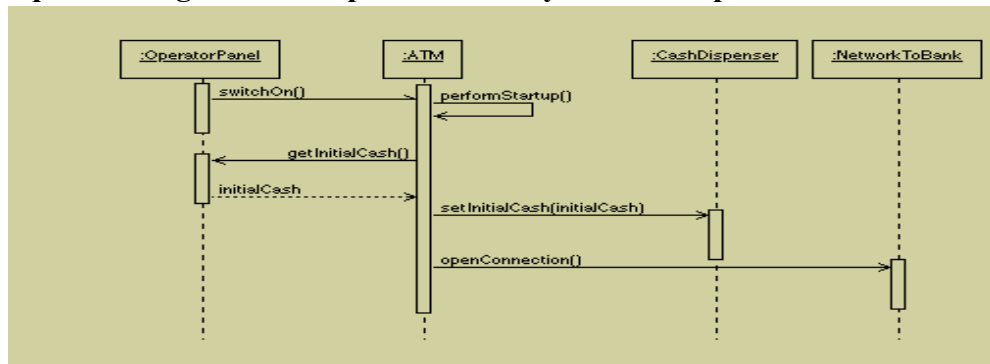 :OperatorPanel
:ATM
:CashDispenser
:NetworkToBank
switchOn()
performStartup()
getInitialCash()
initialCash
setInitialCash(initialCash)
openConnection()